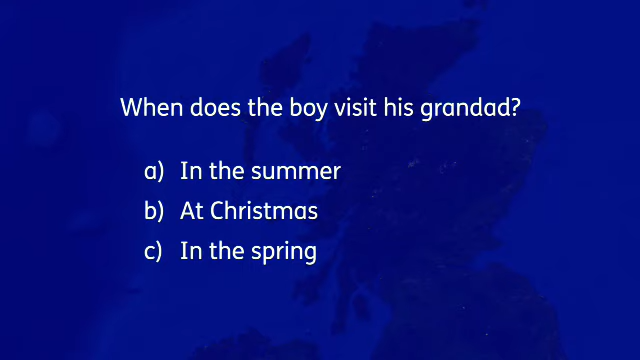 When does the boy visit his grandad?
a) In the summer
b) At Christmas
c) In the spring